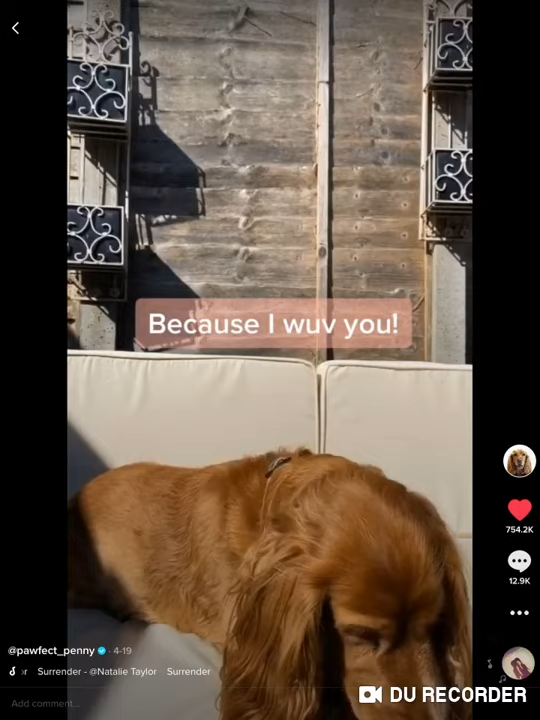 Because I wuv you!
754.2K
12.9K
@pawfect_penny · 4-19
Surrender - @Natalie Taylor Surrender
Add comment...
DU RECORDER